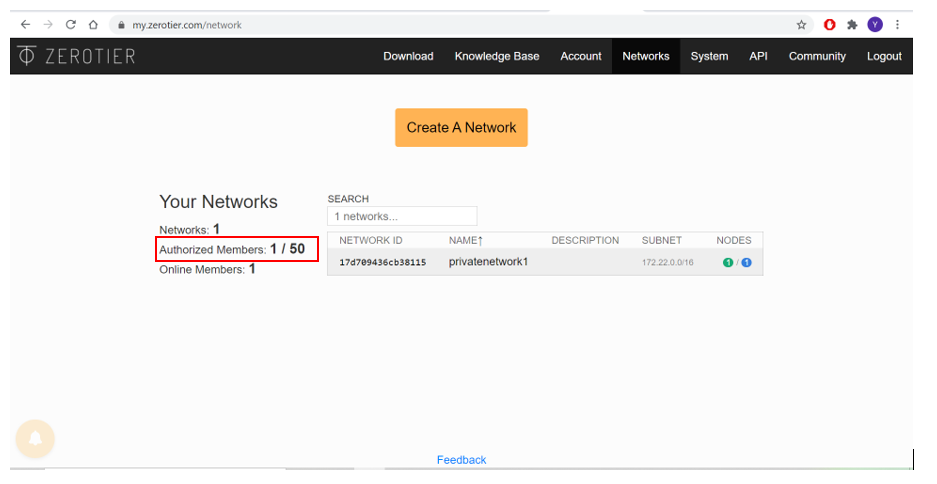 my.zerotier.com/network
Y
ZEROTIER
Download Knowledge Base Account Networks System API Community Logout
Create A Network
Your Networks
Networks: 1
Authorized Members: 1 / 50
Online Members: 1
SEARCH
1 networks...
NETWORK ID NAME↑ DESCRIPTION SUBNET NODES
17d709436cb38115 privatenetwork1 172.22.0.0/16 1 / 1
Feedback